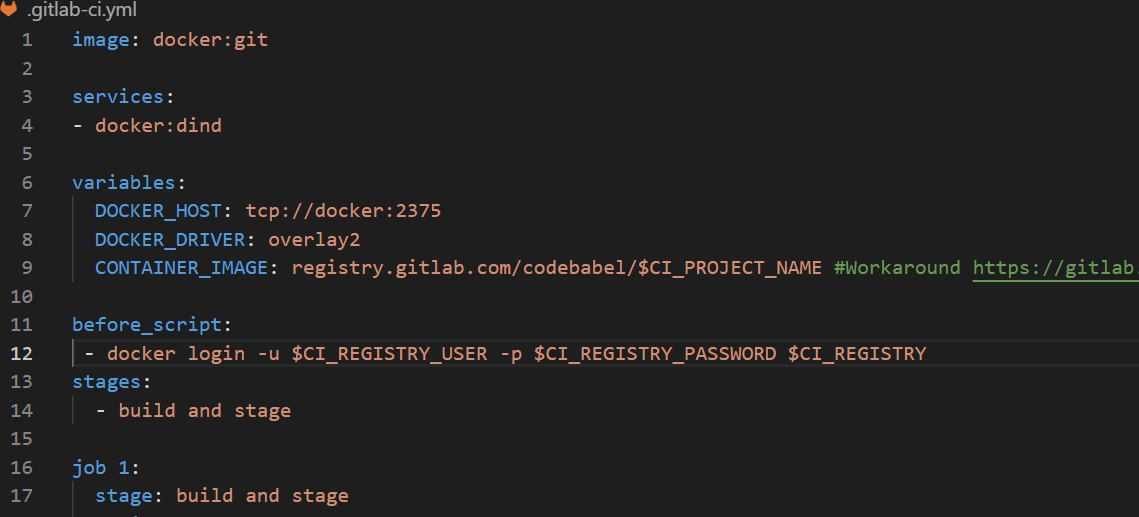 .gitlab-ci.yml
1 image: docker:git
2
3 services:
4 - docker:dind
5
6 variables:
7 DOCKER_HOST: tcp://docker:2375
8 DOCKER_DRIVER: overlay2
9 CONTAINER_IMAGE: registry.gitlab.com/codebabel/$CI_PROJECT_NAME #Workaround https://gitlab.
10
11 before_script:
12 - docker login -u $CI_REGISTRY_USER -p $CI_REGISTRY_PASSWORD $CI_REGISTRY
13 stages:
14 - build and stage
15
16 job 1:
17 stage: build and stage